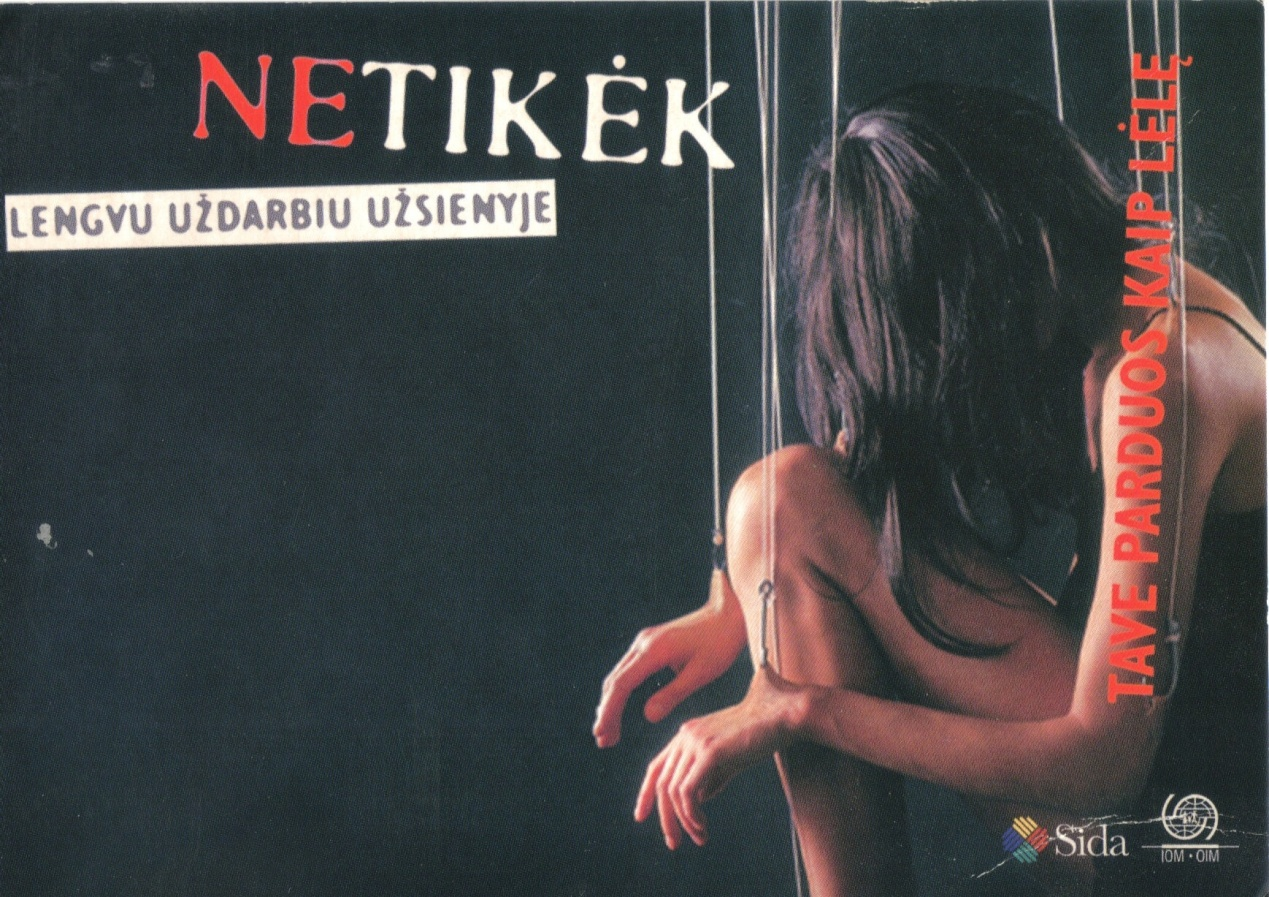 NETIKĖK
LENGVU UŽDARBIU UŽSIENYJE
TAVE PARDUOS KAIP LĖLĘ
Sida
IOM • OIM